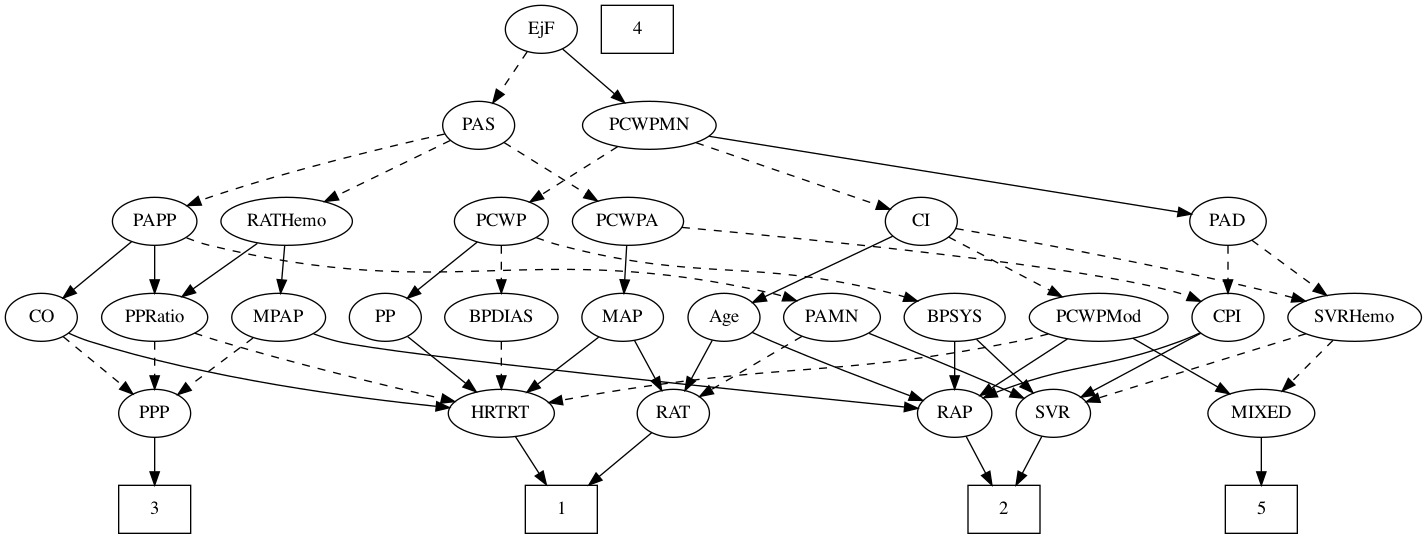 EjF
4
PAS
PCWPMN
PAPP
RATHemo
PCWP
PCWPA
CI
PAD
CO
PPRatio
MPAP
PP
BPDIAS
MAP
Age
PAMN
BPSYS
PCWPMod
CPI
SVRHemo
PPP
HRTRT
RAT
RAP
SVR
MIXED
3
1
2
5